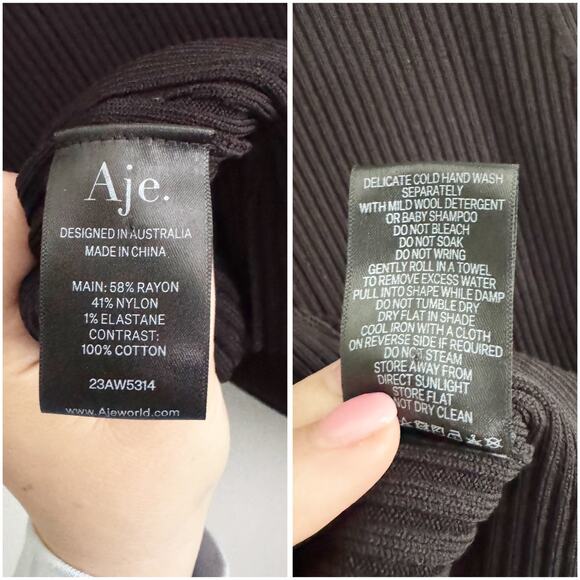 Aje.
DESIGNED IN AUSTRALIA
MADE IN CHINA
MAIN: 58% RAYON
41% NYLON
1% ELASTANE
CONTRAST:
100% COTTON
23AW5314
www.Ajeworld.com
DELICATE COLD HAND WASH
SEPARATELY
WITH MILD WOOL DETERGENT
OR BABY SHAMPOO
DO NOT BLEACH
DO NOT SOAK
DO NOT WRING
GENTLY ROLL IN A TOWEL
TO REMOVE EXCESS WATER
PULL INTO SHAPE WHILE DAMP
DO NOT TUMBLE DRY
DRY FLAT IN SHADE
COOL IRON WITH A CLOTH
ON REVERSE SIDE IF REQUIRED
DO NOT STEAM
STORE AWAY FROM
DIRECT SUNLIGHT
STORE FLAT
NOT DRY CLEAN